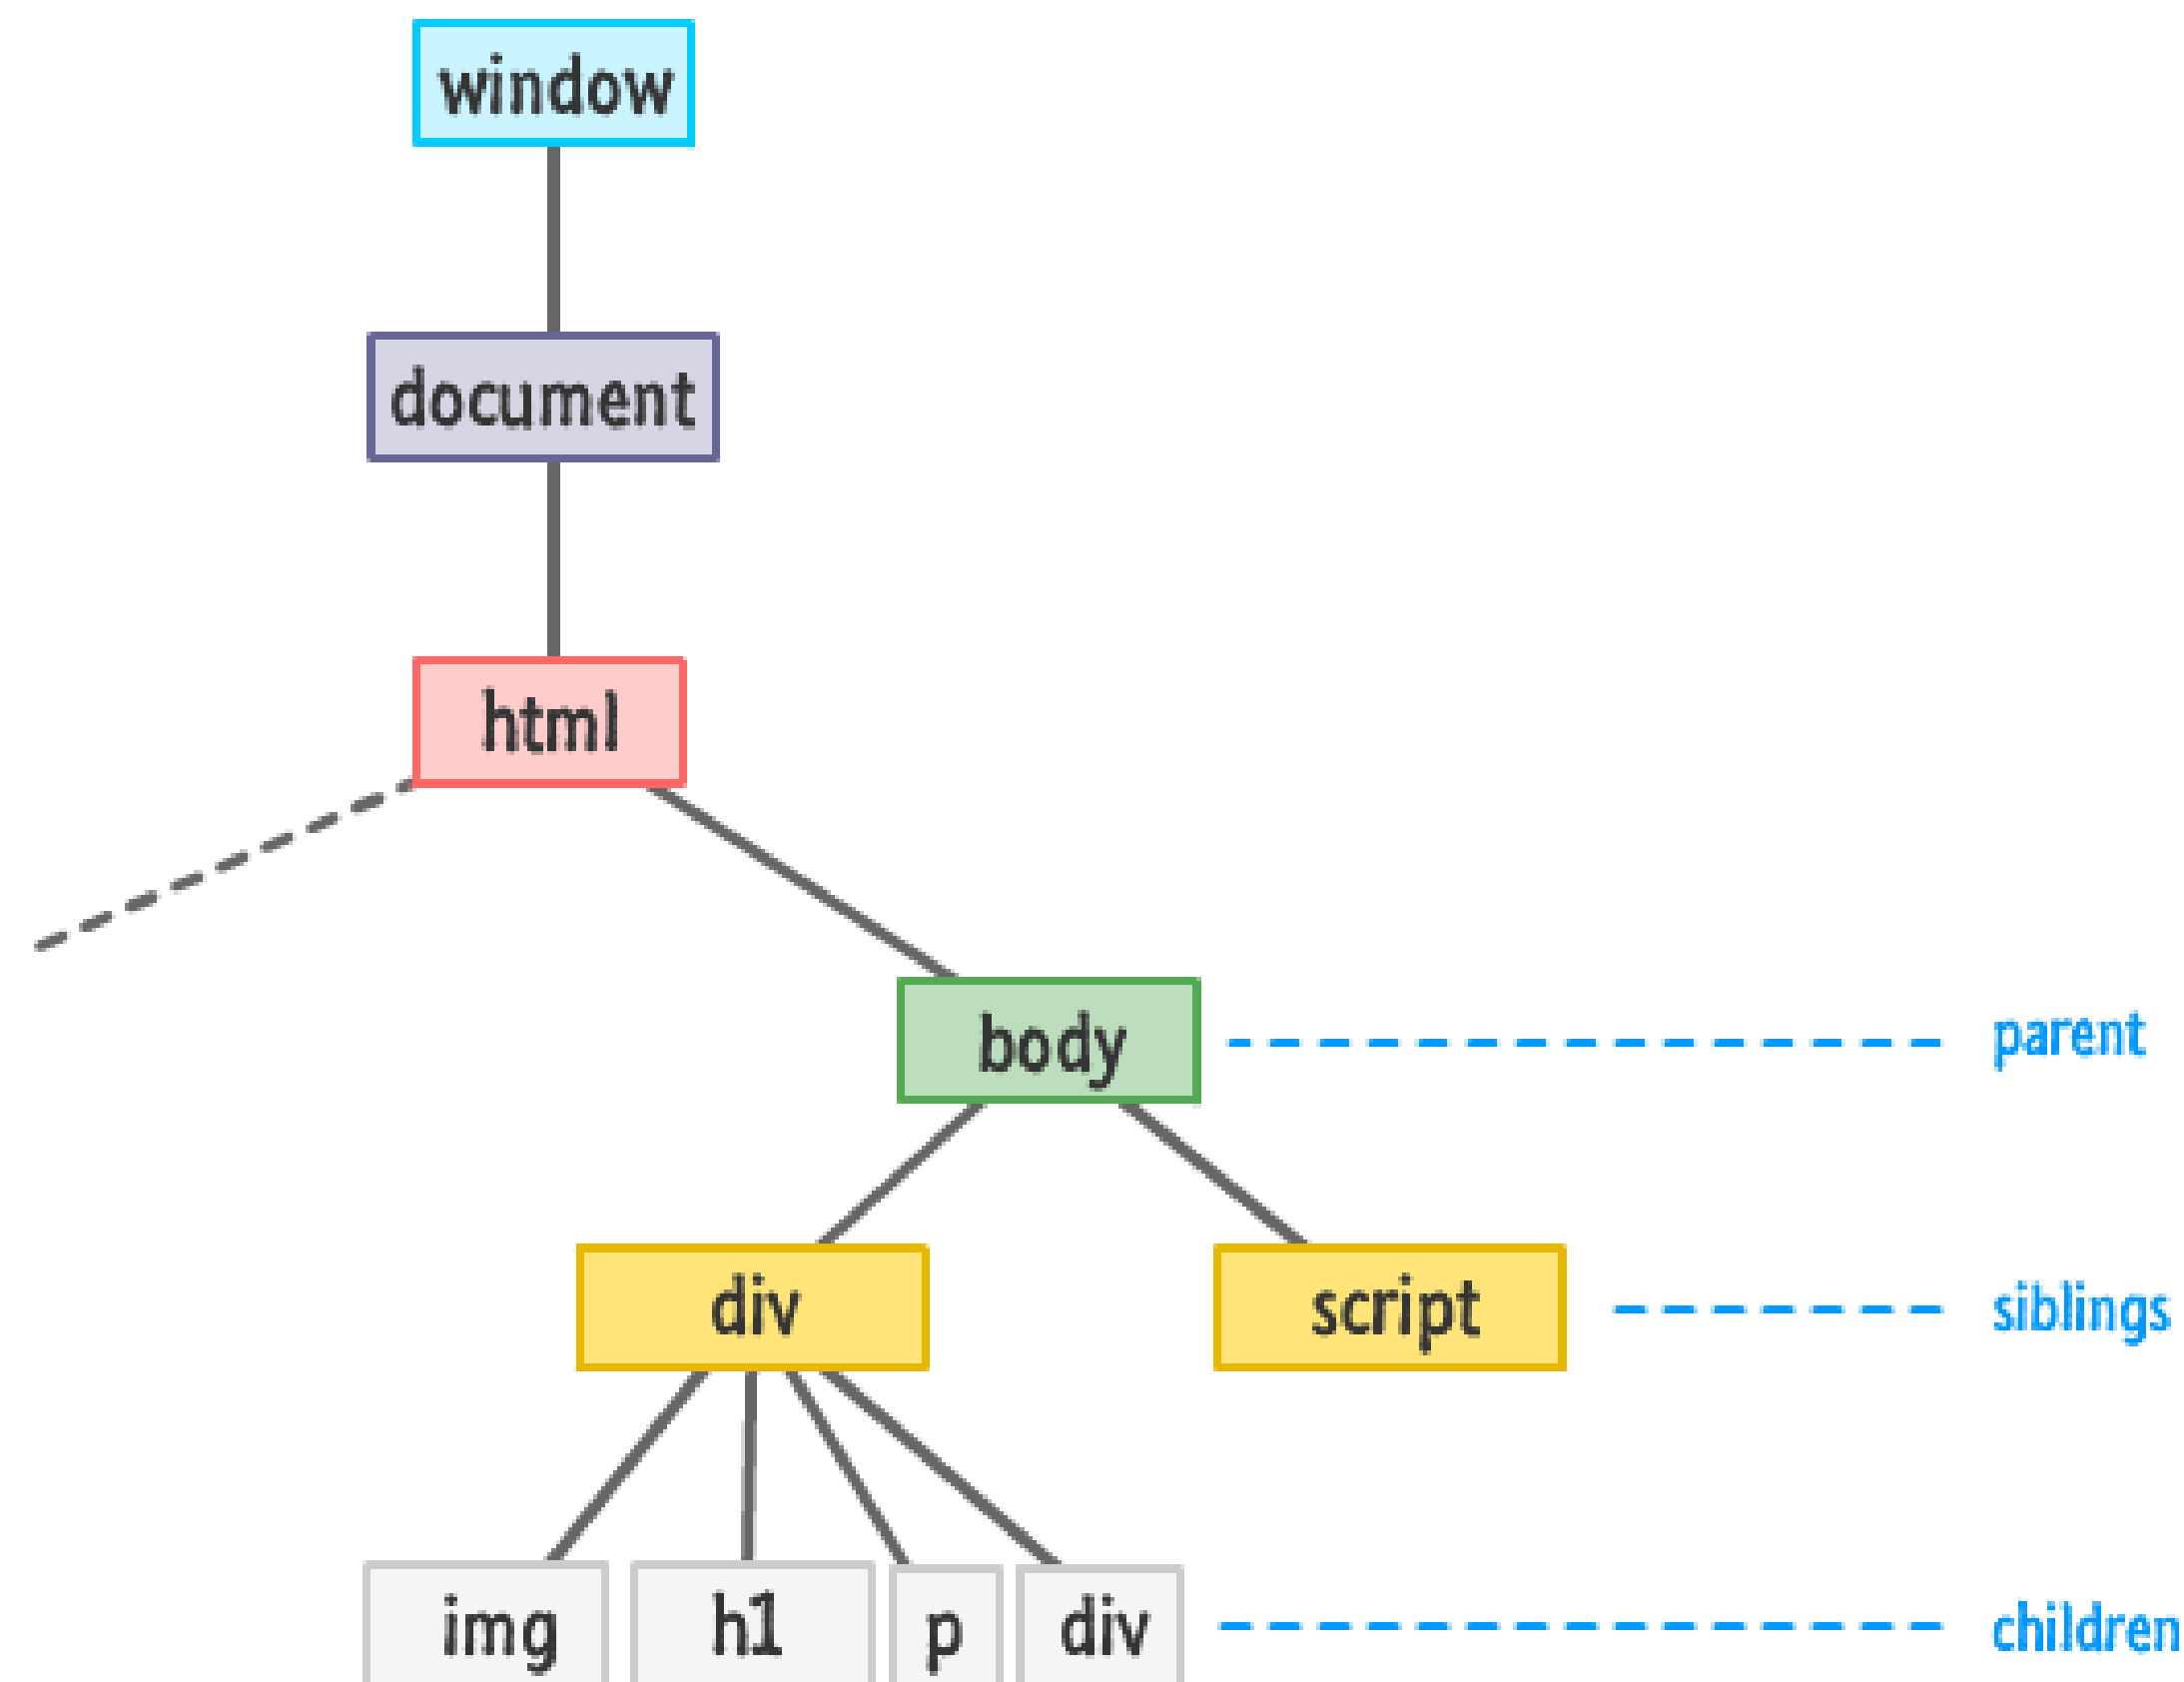 window
document
html
body
parent
div
script
siblings
img
h1
p
div
children